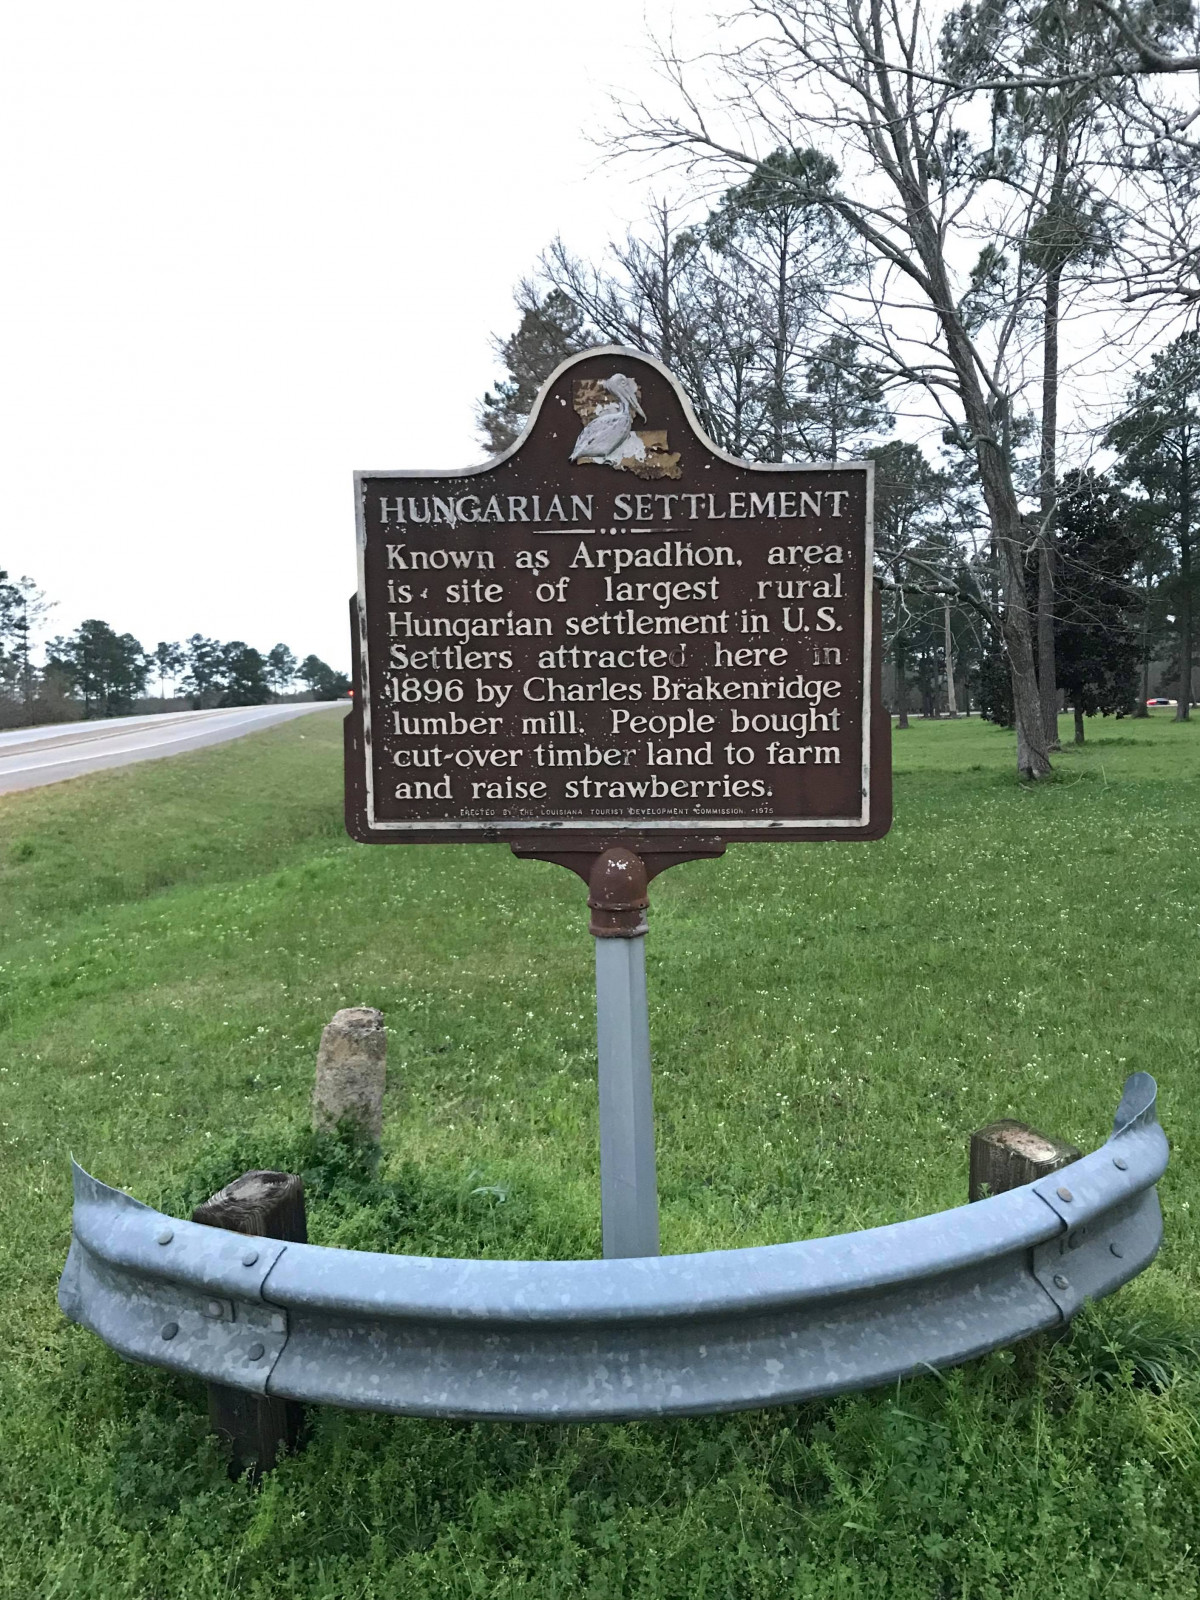 HUNGARIAN SETTLEMENT
Known as Arpadhon, area
is site of largest rural
Hungarian settlement in U.S.
Settlers attracted here in
1896 by Charles Brakenridge
lumber mill. People bought
cut-over timber land to farm
and raise strawberries.
ERECTED BY THE LOUISIANA TOURIST DEVELOPMENT COMMISSION, 1975